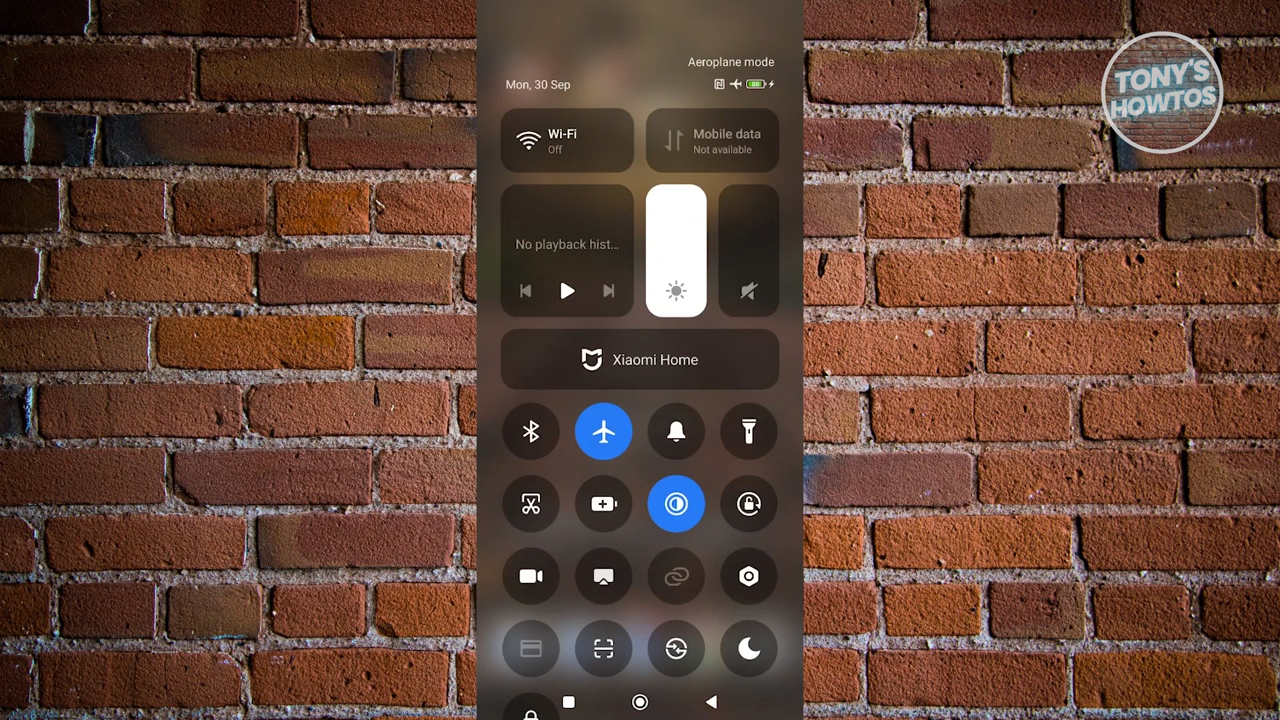 Aeroplane mode
Mon, 30 Sep
Wi-Fi
Off
Mobile data
Not available
No playback hist...
Xiaomi Home
TONY'S
HOWTOS